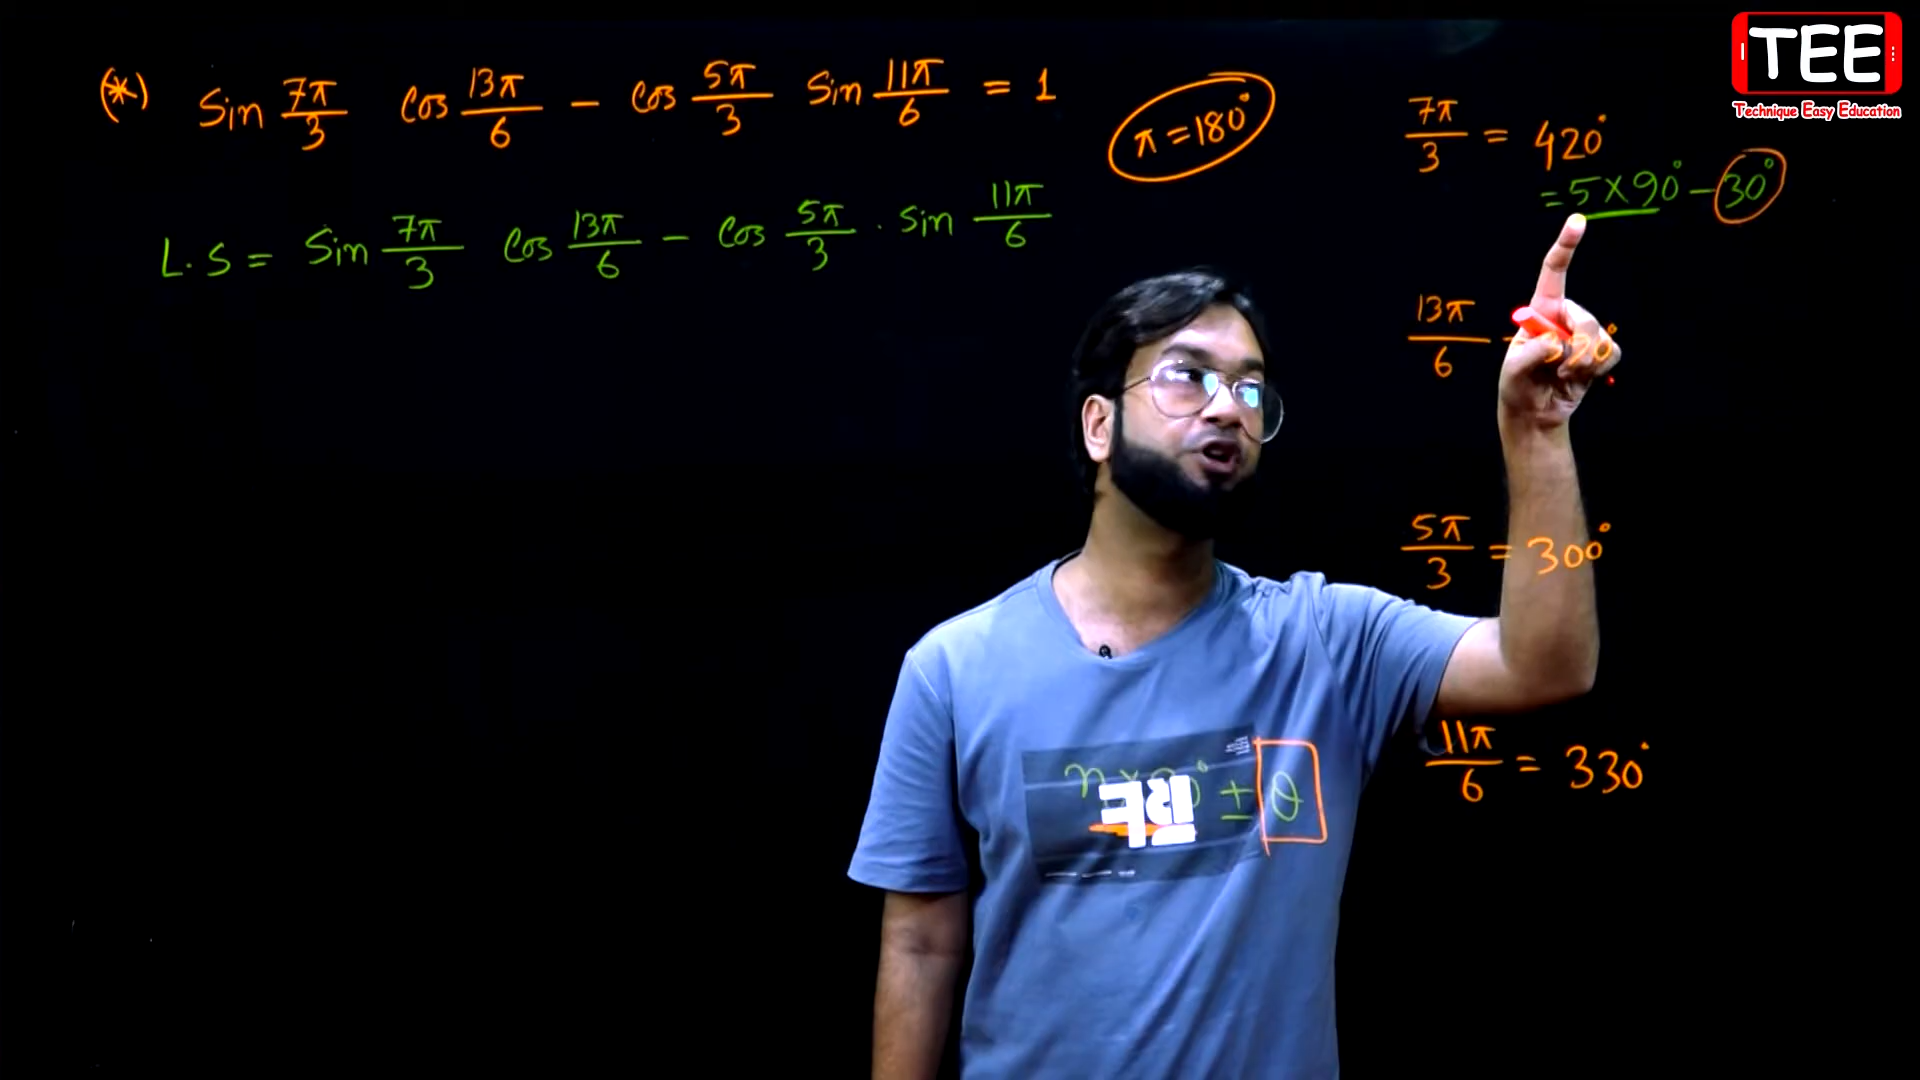 (*) Sin 7π/3 Cos 13π/6 − Cos 5π/3 Sin 11π/6 = 1
π = 180°
L.S = Sin 7π/3 Cos 13π/6 − Cos 5π/3 . Sin 11π/6
7π/3 = 420°
= 5 × 90° − 30°
13π/6 =
5π/3 = 300°
11π/6 = 330°
± θ
TEE
Technique Easy Education